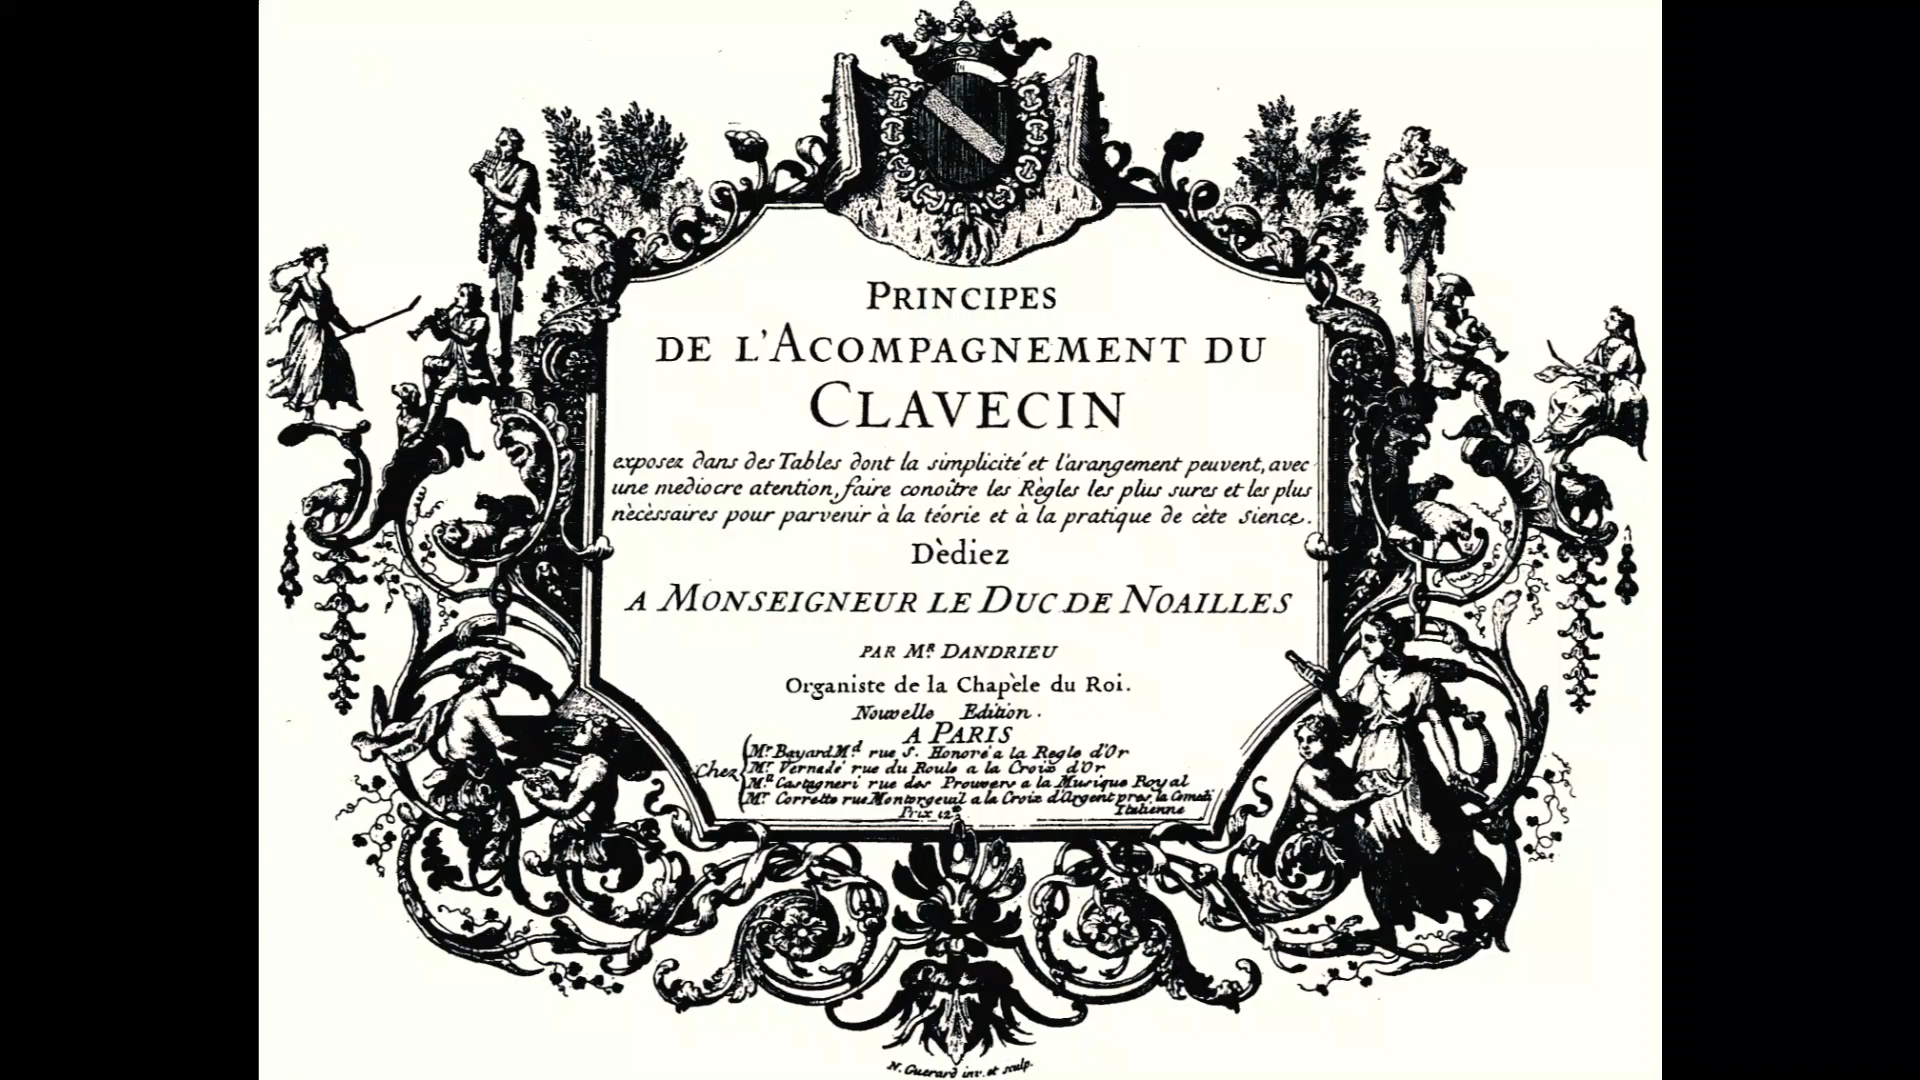 PRINCIPES
DE L'ACOMPAGNEMENT DU
CLAVECIN
exposez dans des Tables dont la simplicité et l'arangement peuvent, avec
une mediocre atention, faire conoître les Règles les plus sures et les plus
nècèssaires pour parvenir à la téorie et à la pratique de cète sience.
Dèdiez
A MONSEIGNEUR LE DUC DE NOAILLES
PAR MR. DANDRIEU
Organiste de la Chapèle du Roi.
Nouvelle Edition.
A PARIS
Chez
Mr. Bayard Md. rue S. Honoré a la Regle d'Or
Mr. Vernadé rue du Roule a la Croix d'Or
Me. Castagneri rue des Prouvers a la Musique Royal
Mr. Corrette rue Montorgeuil a la Croix d'Argent pres la Comedi
Italienne
Prix 12
N. Guerard inv. et sculp.